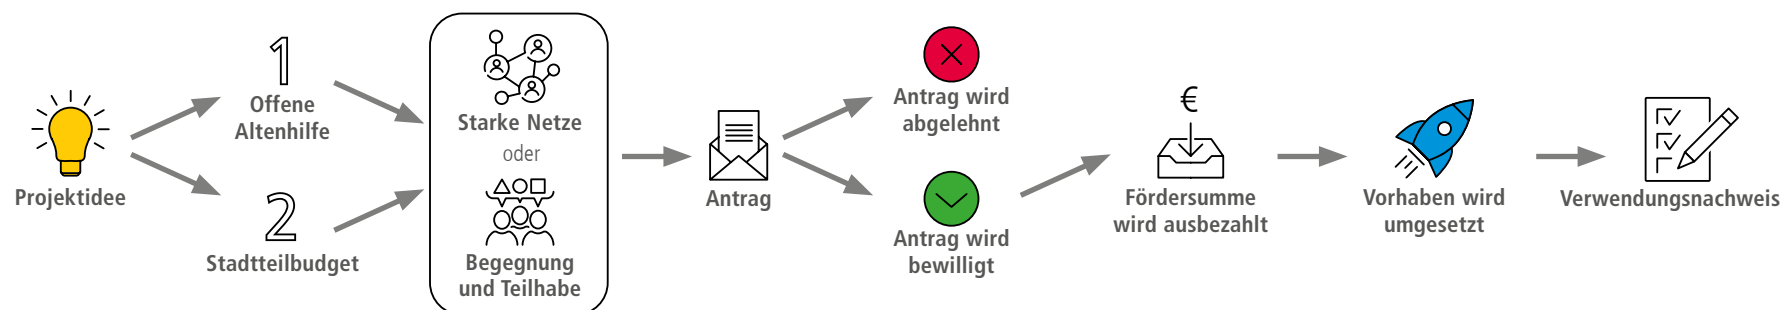 Projektidee
1
Offene
Altenhilfe
2
Stadtteilbudget
Starke Netze
oder
Begegnung
und Teilhabe
Antrag
Antrag wird
abgelehnt
Antrag wird
bewilligt
€
Fördersumme
wird ausbezahlt
Vorhaben wird
umgesetzt
Verwendungsnachweis